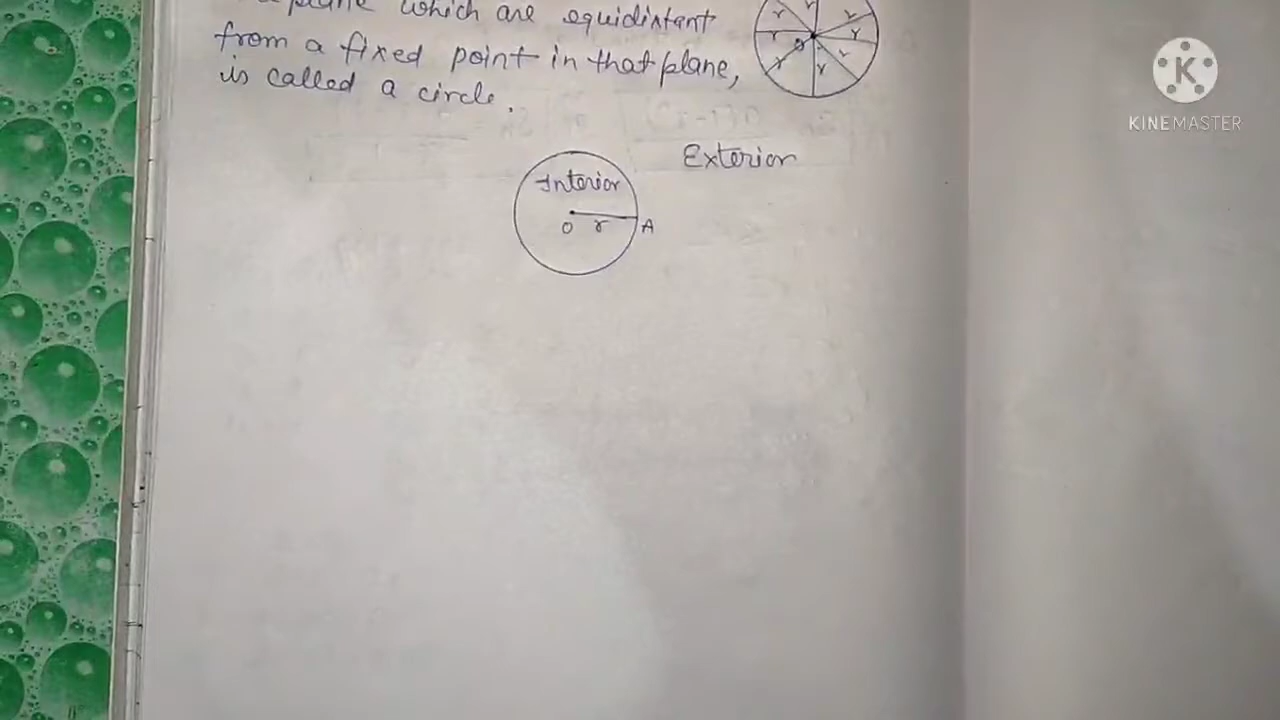 plane which are equidistant
from a fixed point in that plane,
is called a circle.
r r r r r r r r
O
Exterior
Interior
O r A
KINEMASTER